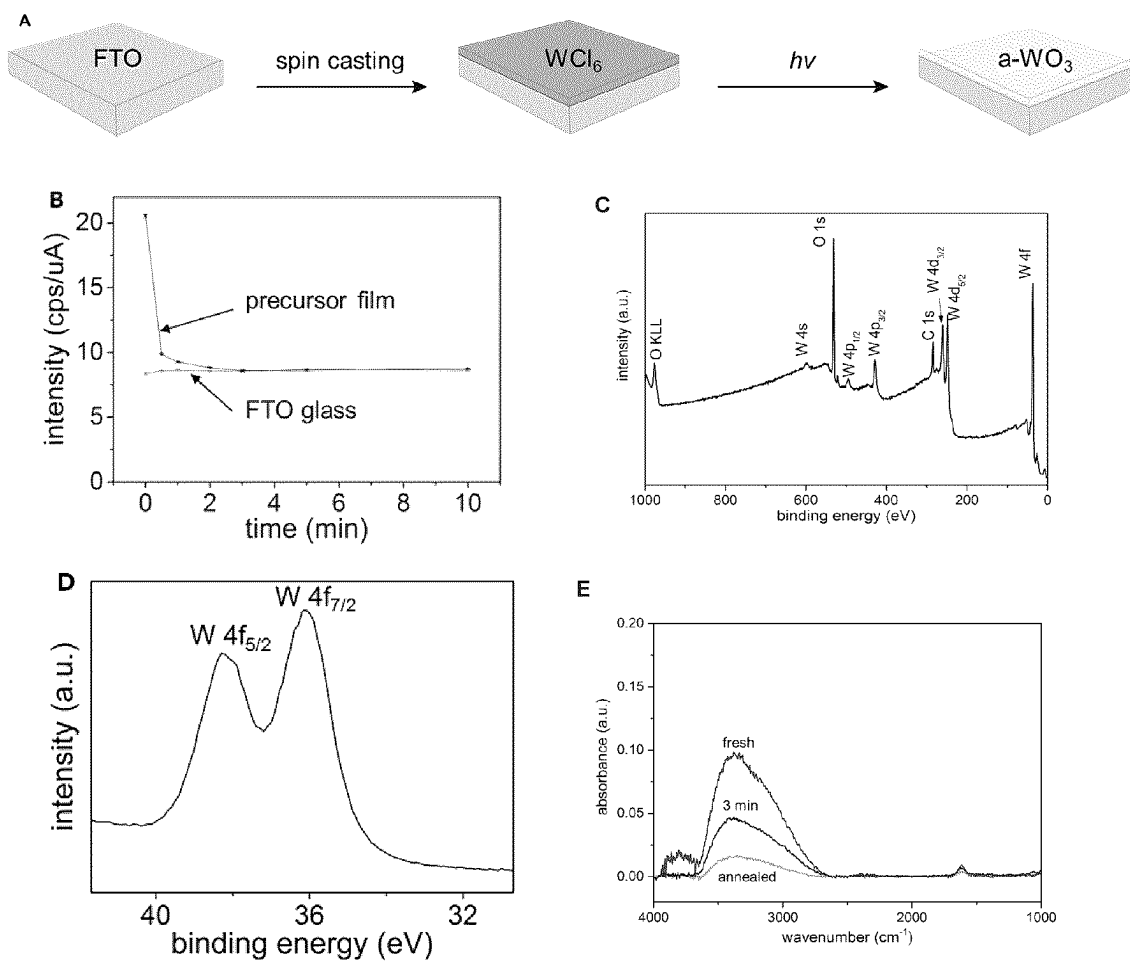 A
FTO
spin casting
WCl6
hν
a-WO3
B
intensity (cps/uA)
20
15
10
5
0
precursor film
FTO glass
0 2 4 6 8 10
time (min)
C
intensity (a.u.)
O KLL
W 4s
O 1s
W 4p1/2
W 4p3/2
C 1s
W 4d3/2
W 4d5/2
W 4f
1000 800 600 400 200 0
binding energy (eV)
D
intensity (a.u.)
W 4f5/2
W 4f7/2
40 36 32
binding energy (eV)
E
absorbance (a.u.)
0.20
0.15
0.10
0.05
0.00
fresh
3 min
annealed
4000 3000 2000 1000
wavenumber (cm-1)